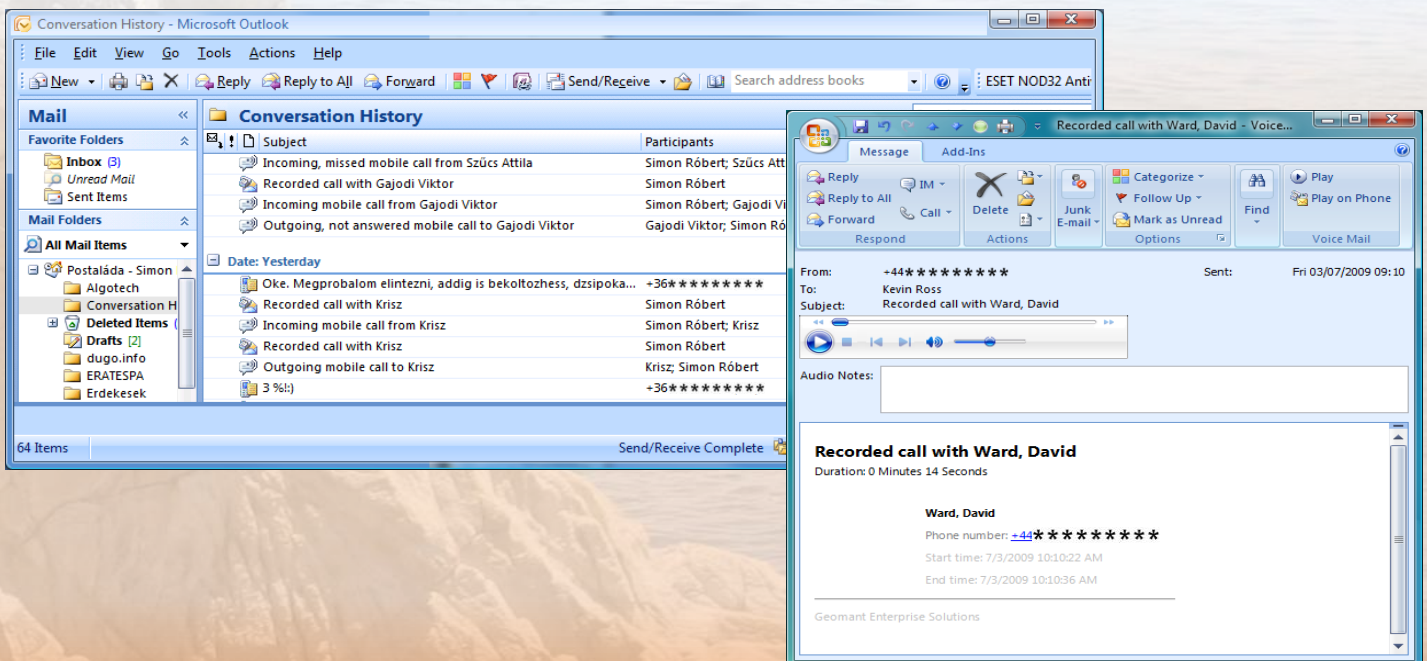 Conversation History - Microsoft Outlook
File Edit View Go Tools Actions Help
New Reply Reply to All Forward Send/Receive Search address books ESET NOD32 Anti
Mail «
Favorite Folders
Inbox (3)
Unread Mail
Sent Items
Mail Folders
All Mail Items
Postaláda - Simon
Algotech
Conversation H
Deleted Items (
Drafts [2]
dugo.info
ERATESPA
Erdekesek
Conversation History
Subject Participants
Incoming, missed mobile call from Szűcs Attila Simon Róbert; Szűcs Att
Recorded call with Gajodi Viktor Simon Róbert
Incoming mobile call from Gajodi Viktor Simon Róbert; Gajodi Vi
Outgoing, not answered mobile call to Gajodi Viktor Gajodi Viktor; Simon Ró
Date: Yesterday
Oke. Megprobalom elintezni, addig is bekoltozhess, dzsipoka... +36*********
Recorded call with Krisz Simon Róbert
Incoming mobile call from Krisz Simon Róbert; Krisz
Recorded call with Krisz Simon Róbert
Outgoing mobile call to Krisz Krisz; Simon Róbert
3 %!:) +36*********
64 Items Send/Receive Complete
Recorded call with Ward, David - Voice...
Message Add-Ins
Reply IM Delete Junk E-mail Categorize Find Play
Reply to All Call Follow Up Play on Phone
Forward Mark as Unread
Respond Actions Options Voice Mail
From: +44********* Sent: Fri 03/07/2009 09:10
To: Kevin Ross
Subject: Recorded call with Ward, David
Audio Notes:
Recorded call with Ward, David
Duration: 0 Minutes 14 Seconds
Ward, David
Phone number: +44*********
Start time: 7/3/2009 10:10:22 AM
End time: 7/3/2009 10:10:36 AM
Geomant Enterprise Solutions